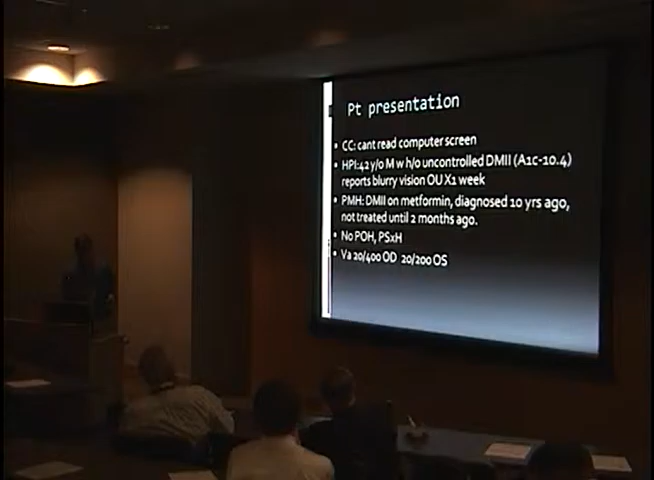 Pt presentation
• CC: cant read computer screen
• HPI:42 y/o M w h/o uncontrolled DMII (A1c-10.4)
reports blurry vision OU X1 week
• PMH: DMII on metformin, diagnosed 10 yrs ago,
not treated until 2 months ago.
• No POH, PSxH
• Va 20/400 OD 20/200 OS